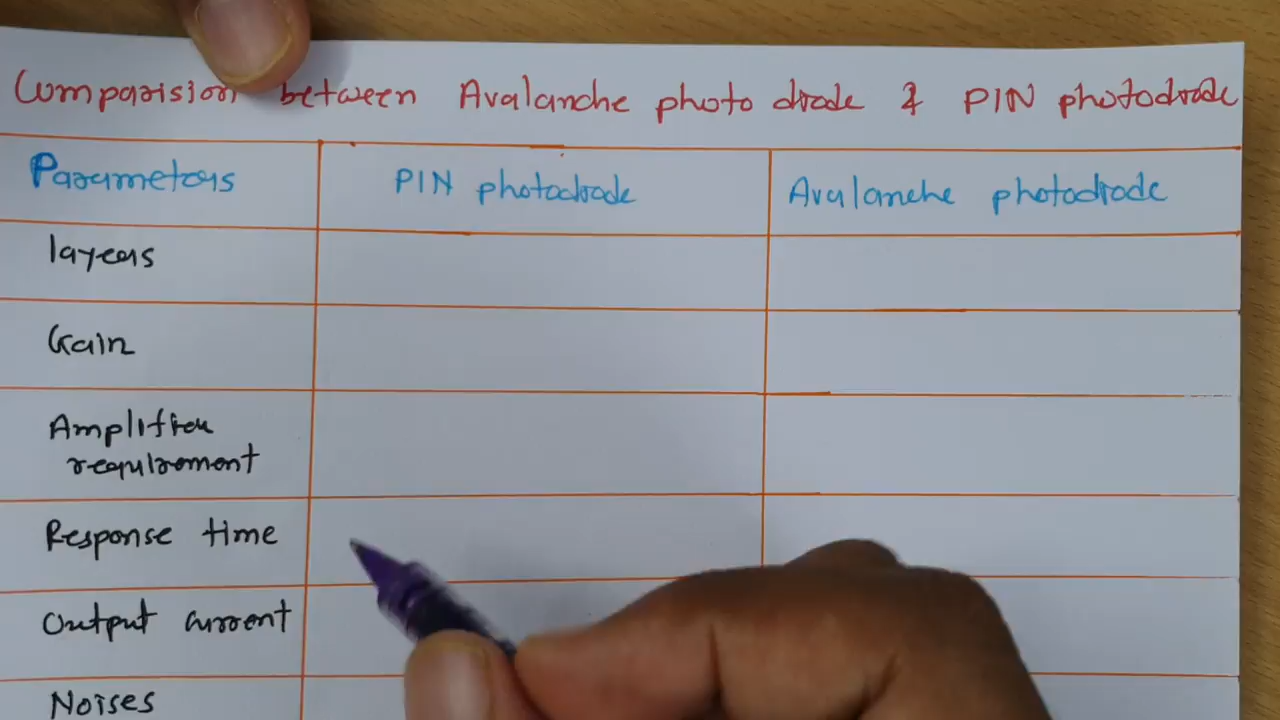 Comparision between Avalanche photo diode & PIN photodiode
Parameters PIN photodiode Avalanche photodiode
layers
Gain
Amplifier
requirement
Response time
Output current
Noises